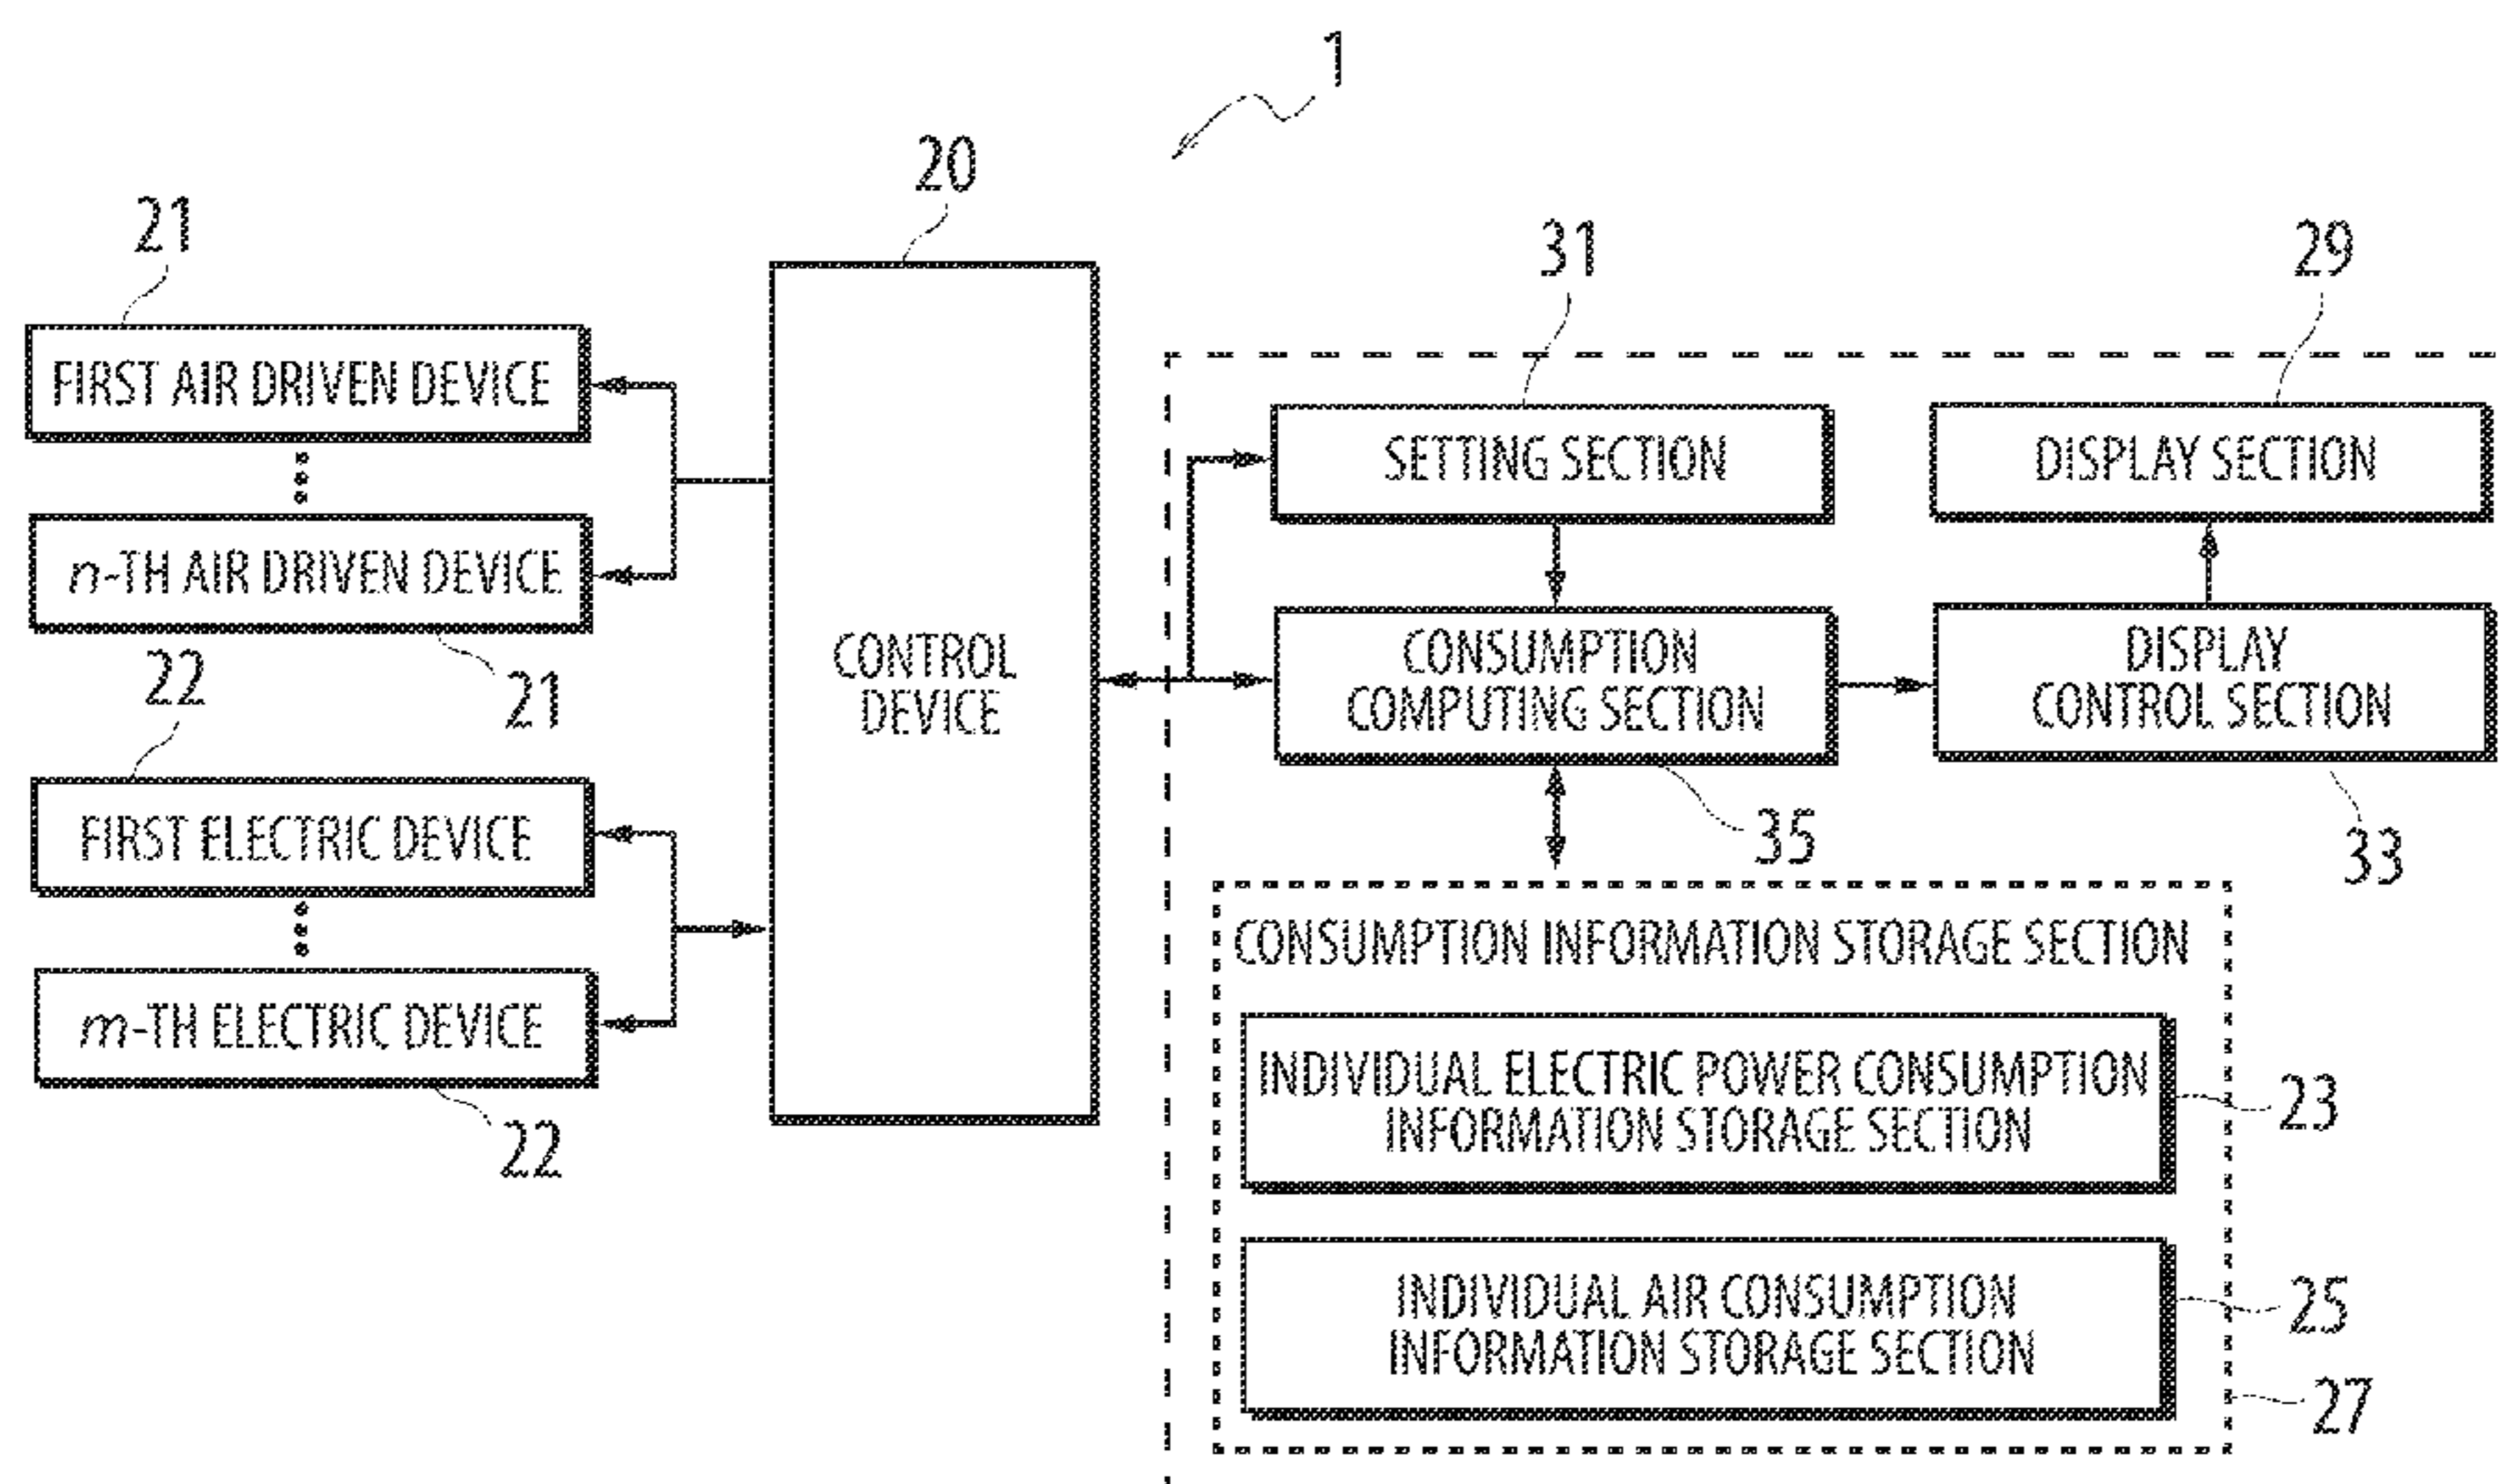 1
20
21
31
29
FIRST AIR DRIVEN DEVICE
SETTING SECTION
DISPLAY SECTION
n-TH AIR DRIVEN DEVICE
21
CONTROL
DEVICE
CONSUMPTION
COMPUTING SECTION
DISPLAY
CONTROL SECTION
22
35
33
FIRST ELECTRIC DEVICE
m-TH ELECTRIC DEVICE
22
CONSUMPTION INFORMATION STORAGE SECTION
INDIVIDUAL ELECTRIC POWER CONSUMPTION
INFORMATION STORAGE SECTION
23
INDIVIDUAL AIR CONSUMPTION
INFORMATION STORAGE SECTION
25
27